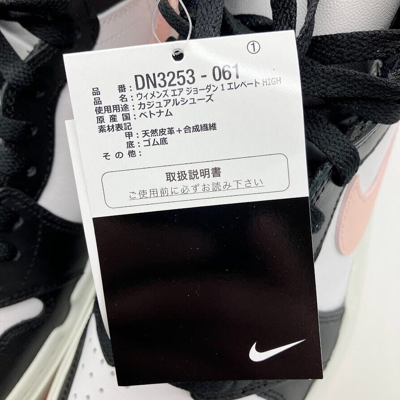 ①
品番：DN3253-061
品名：ウィメンズ エア ジョーダン 1 エレベート HIGH
使用用途：カジュアルシューズ
原産国：ベトナム
素材表記
甲：天然皮革＋合成繊維
底：ゴム底
その他：
取扱説明書
ご使用前に必ずお読み下さい